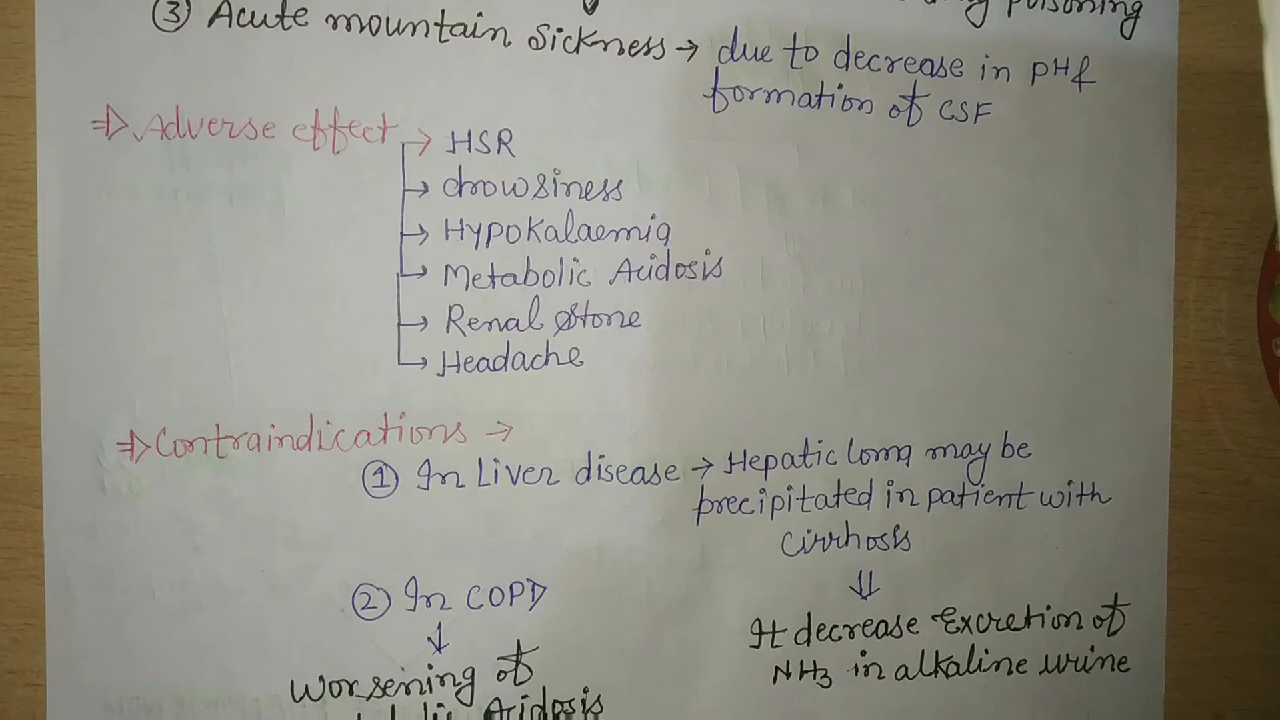 poisoning
③ Acute mountain Sickness → due to decrease in pH &
formation of CSF
⇒ Adverse effect → HSR
→ drowsiness
→ Hypokalaemia
→ Metabolic Acidosis
→ Renal Stone
→ Headache
⇒ Contraindications →
① In Liver disease → Hepatic Coma may be
precipitated in patient with
cirrhosis
⇓
It decrease Excretion of
NH3 in alkaline urine
② In COPD
↓
Worsening of
Acidosis